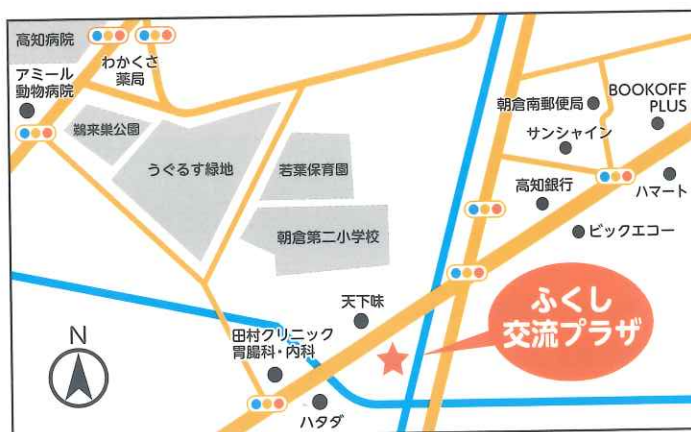 高知病院
わかくさ
薬局
アミール
動物病院
鵜来巣公園
うぐるす緑地
若葉保育園
朝倉第二小学校
朝倉南郵便局
BOOKOFF
PLUS
サンシャイン
高知銀行
ハマート
ビックエコー
天下味
ふくし
交流プラザ
田村クリニック
胃腸科・内科
ハタダ
N